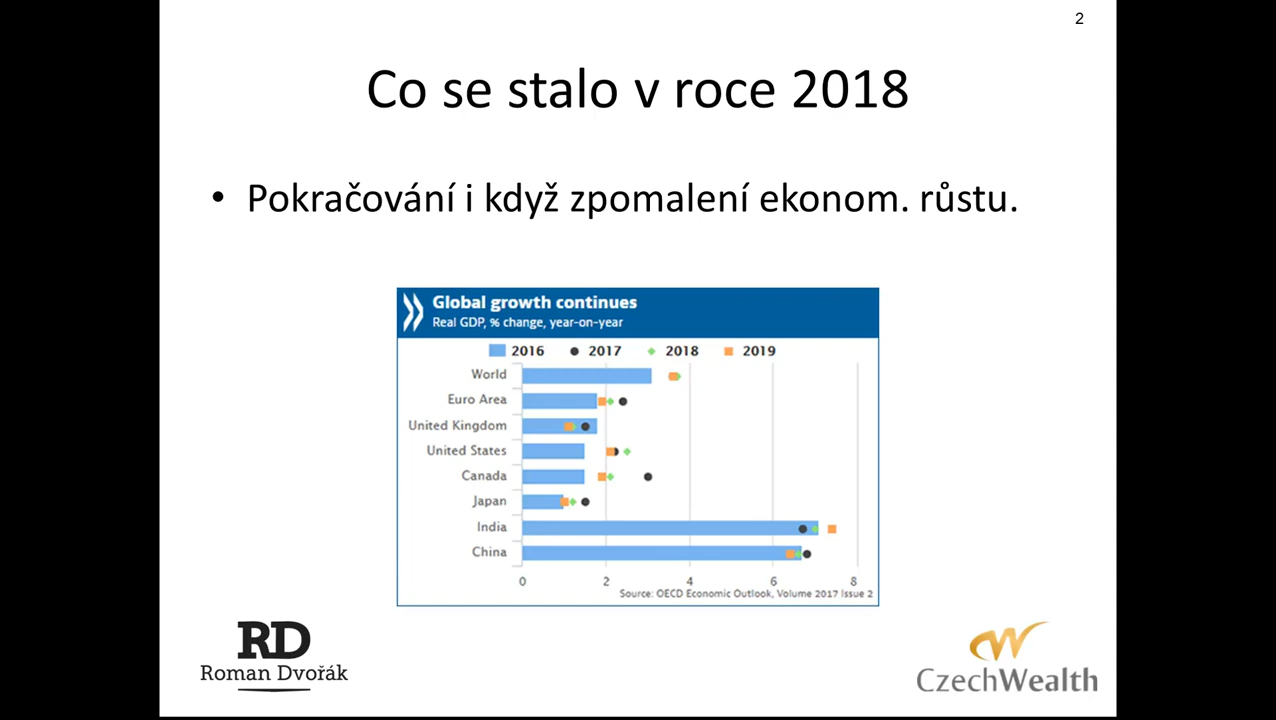 2
Co se stalo v roce 2018
• Pokračování i když zpomalení ekonom. růstu.
Global growth continues
Real GDP, % change, year-on-year
2016 2017 2018 2019
World
Euro Area
United Kingdom
United States
Canada
Japan
India
China
0 2 4 6 8
Source: OECD Economic Outlook, Volume 2017 Issue 2
RD
Roman Dvořák
CzechWealth